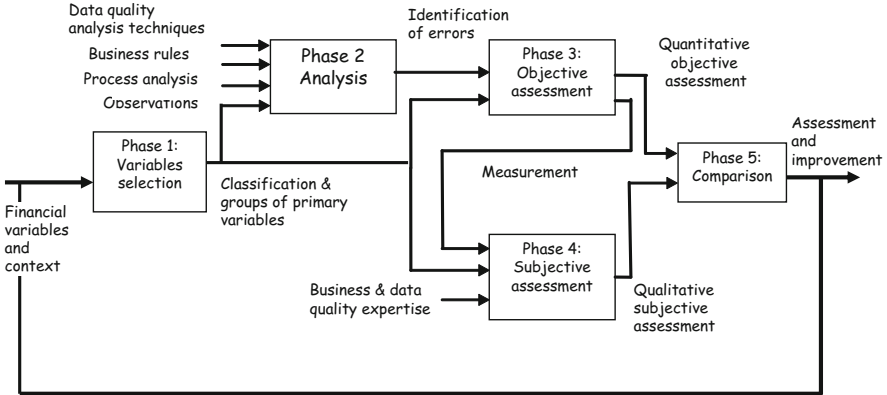 Data quality
analysis techniques
Business rules
Process analysis
Observations
Phase 2
Analysis
Identification
of errors
Phase 3:
Objective
assessment
Quantitative
objective
assessment
Phase 1:
Variables
selection
Classification &
groups of primary
variables
Measurement
Phase 5:
Comparison
Assessment
and
improvement
Financial
variables
and
context
Business & data
quality expertise
Phase 4:
Subjective
assessment
Qualitative
subjective
assessment